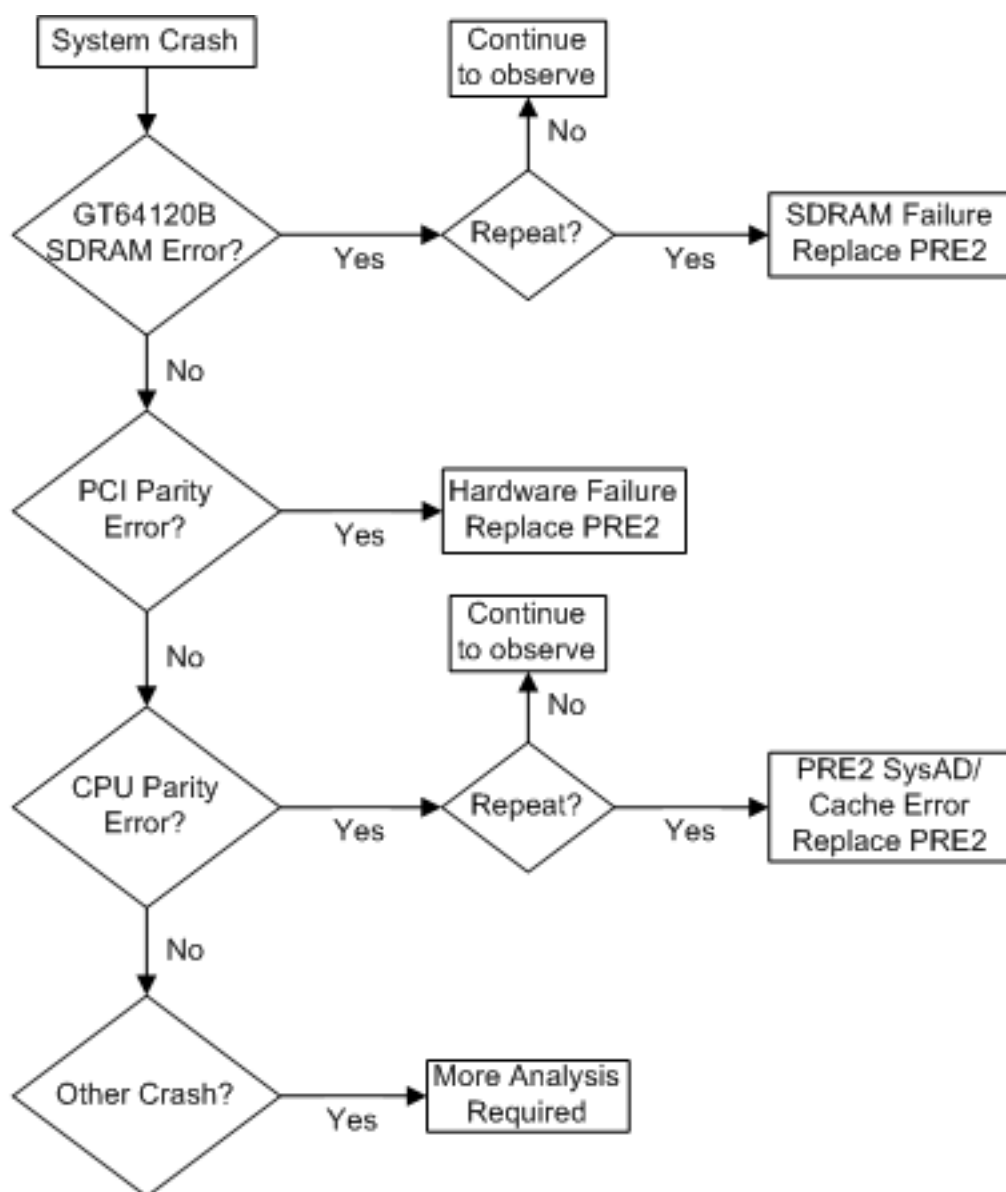 System Crash
Continue
to observe
No
GT64120B
SDRAM Error?
Yes
Repeat?
Yes
SDRAM Failure
Replace PRE2
No
PCI Parity
Error?
Yes
Hardware Failure
Replace PRE2
No
Continue
to observe
No
CPU Parity
Error?
Yes
Repeat?
Yes
PRE2 SysAD/
Cache Error
Replace PRE2
No
Other Crash?
Yes
More Analysis
Required